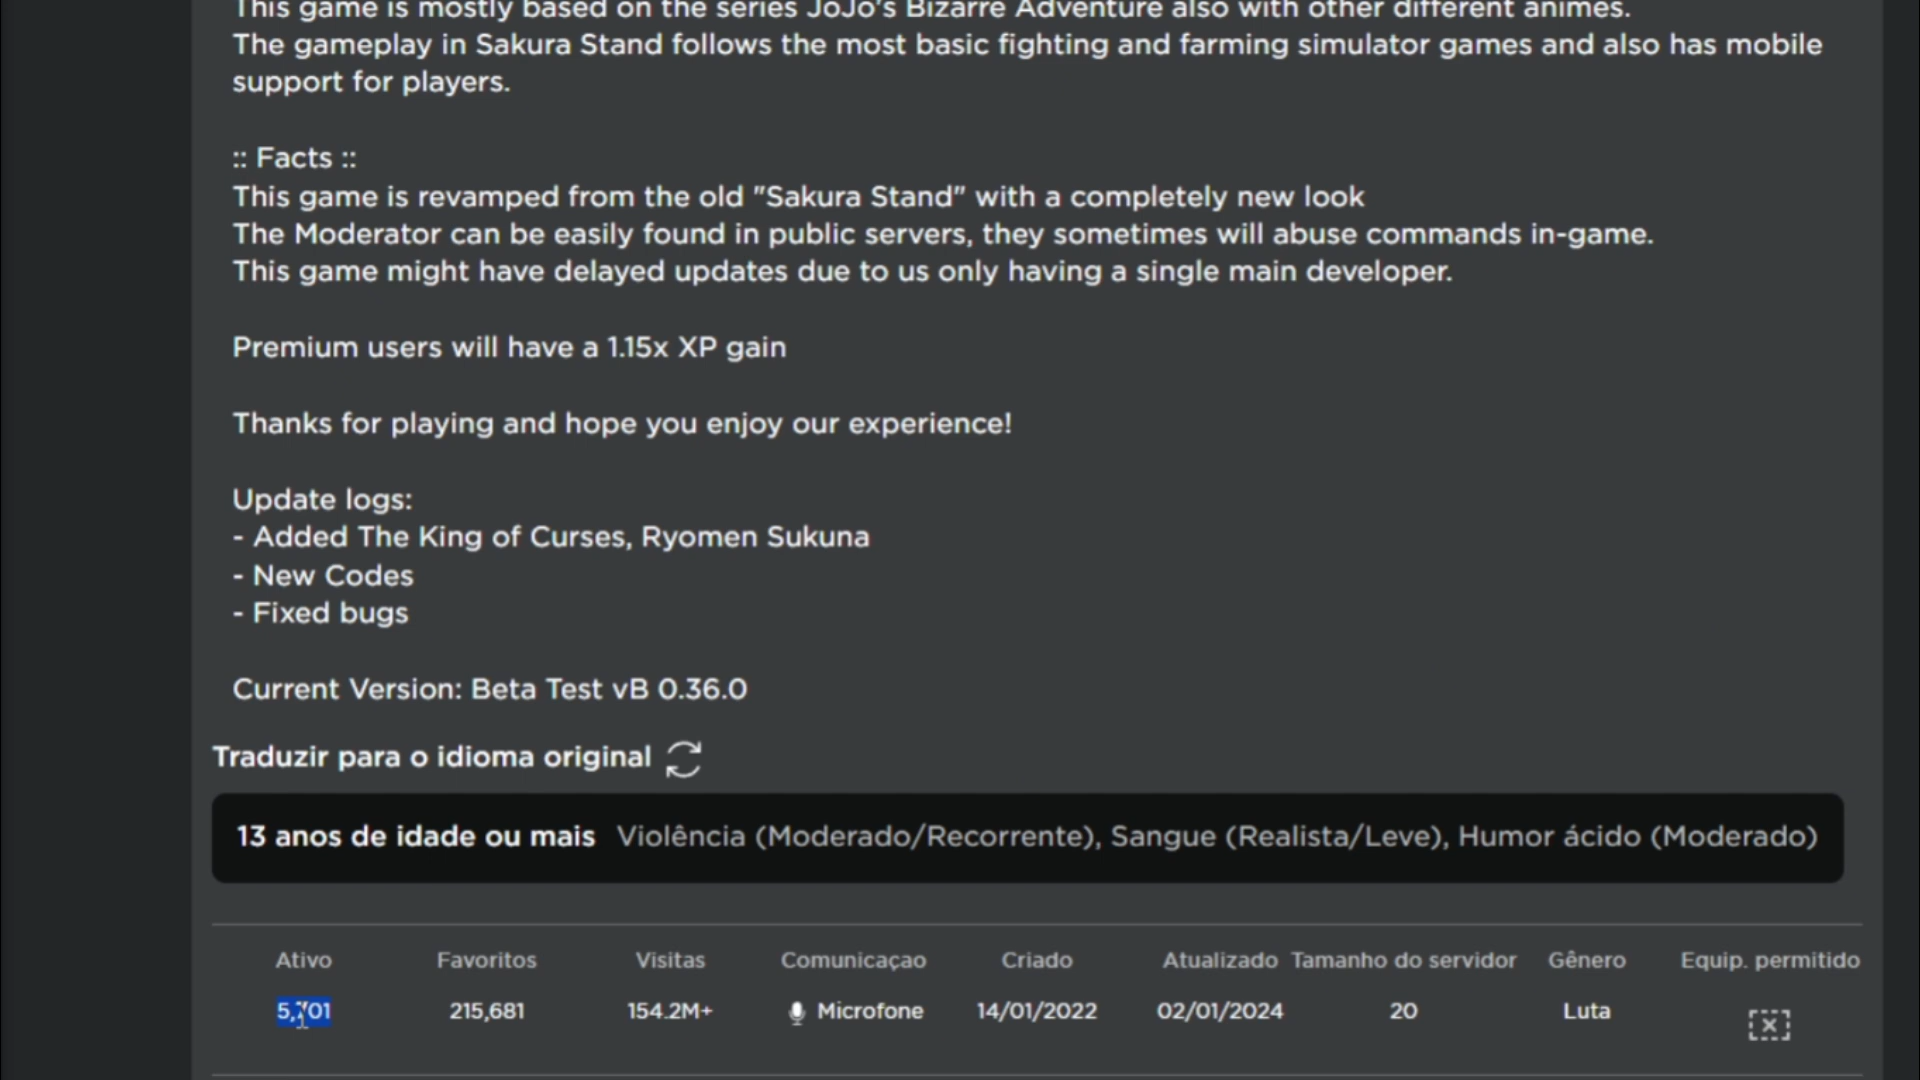 This game is mostly based on the series JoJo's Bizarre Adventure also with other different animes.
The gameplay in Sakura Stand follows the most basic fighting and farming simulator games and also has mobile
support for players.
:: Facts ::
This game is revamped from the old "Sakura Stand" with a completely new look
The Moderator can be easily found in public servers, they sometimes will abuse commands in-game.
This game might have delayed updates due to us only having a single main developer.
Premium users will have a 1.15x XP gain
Thanks for playing and hope you enjoy our experience!
Update logs:
- Added The King of Curses, Ryomen Sukuna
- New Codes
- Fixed bugs
Current Version: Beta Test vB 0.36.0
Traduzir para o idioma original
13 anos de idade ou mais Violência (Moderado/Recorrente), Sangue (Realista/Leve), Humor ácido (Moderado)
Ativo Favoritos Visitas Comunicaçao Criado Atualizado Tamanho do servidor Gênero Equip. permitido
215,681 154.2M+ Microfone 14/01/2022 02/01/2024 20 Luta